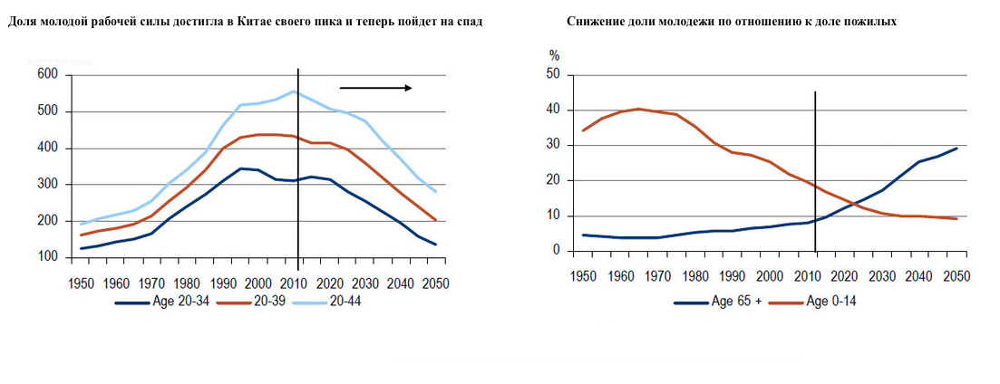 Доля молодой рабочей силы достигла в Китае своего пика и теперь пойдет на спад
600
500
400
300
200
100
1950 1960 1970 1980 1990 2000 2010 2020 2030 2040 2050
Age 20-34 20-39 20-44
Снижение доли молодежи по отношению к доле пожилых
%
50
40
30
20
10
0
1950 1960 1970 1980 1990 2000 2010 2020 2030 2040 2050
Age 65 + Age 0-14